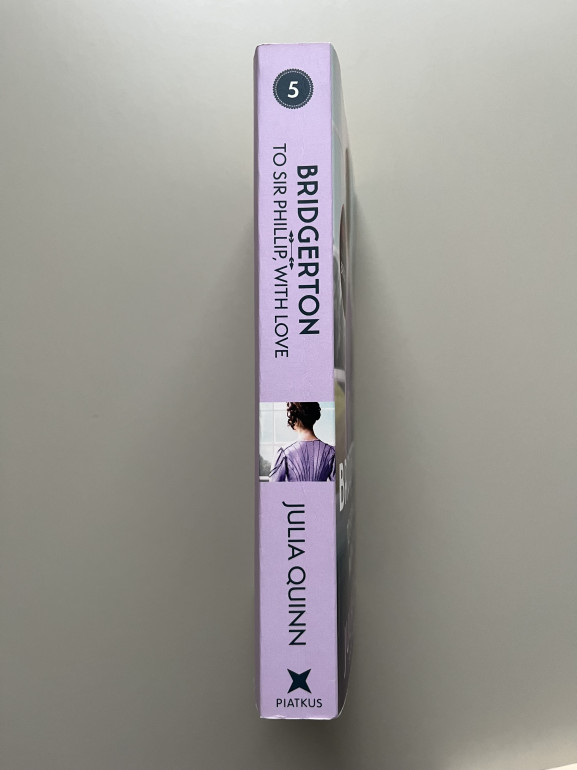 5
BRIDGERTON
TO SIR PHILLIP, WITH LOVE
JULIA QUINN
PIATKUS